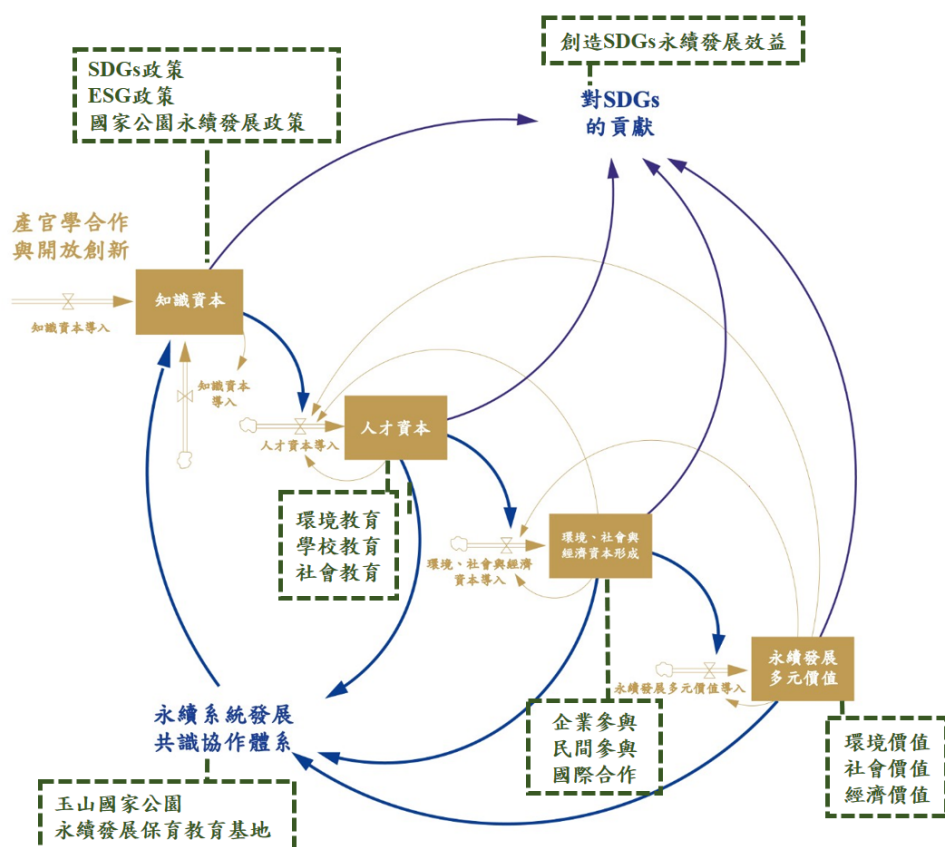 創造SDGs永續發展效益
SDGs政策
ESG政策
國家公園永續發展政策
對SDGs
的貢獻
產官學合作
與開放創新
知識資本
知識資本導入
知識資本
導入
人才資本
人才資本導入
環境教育
學校教育
社會教育
環境、社會與
經濟資本形成
環境、社會與經濟
資本導入
永續發展
多元價值
永續發展多元價值導入
永續系統發展
共識協作體系
企業參與
民間參與
國際合作
環境價值
社會價值
經濟價值
玉山國家公園
永續發展保育教育基地